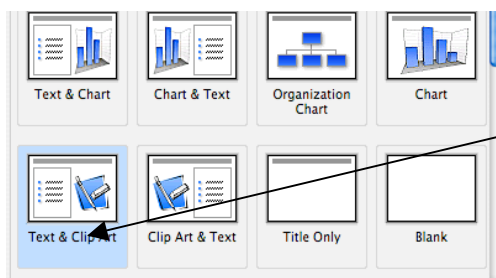 Text & Chart
Chart & Text
Organization
Chart
Chart
Text & Clip Art
Clip Art & Text
Title Only
Blank